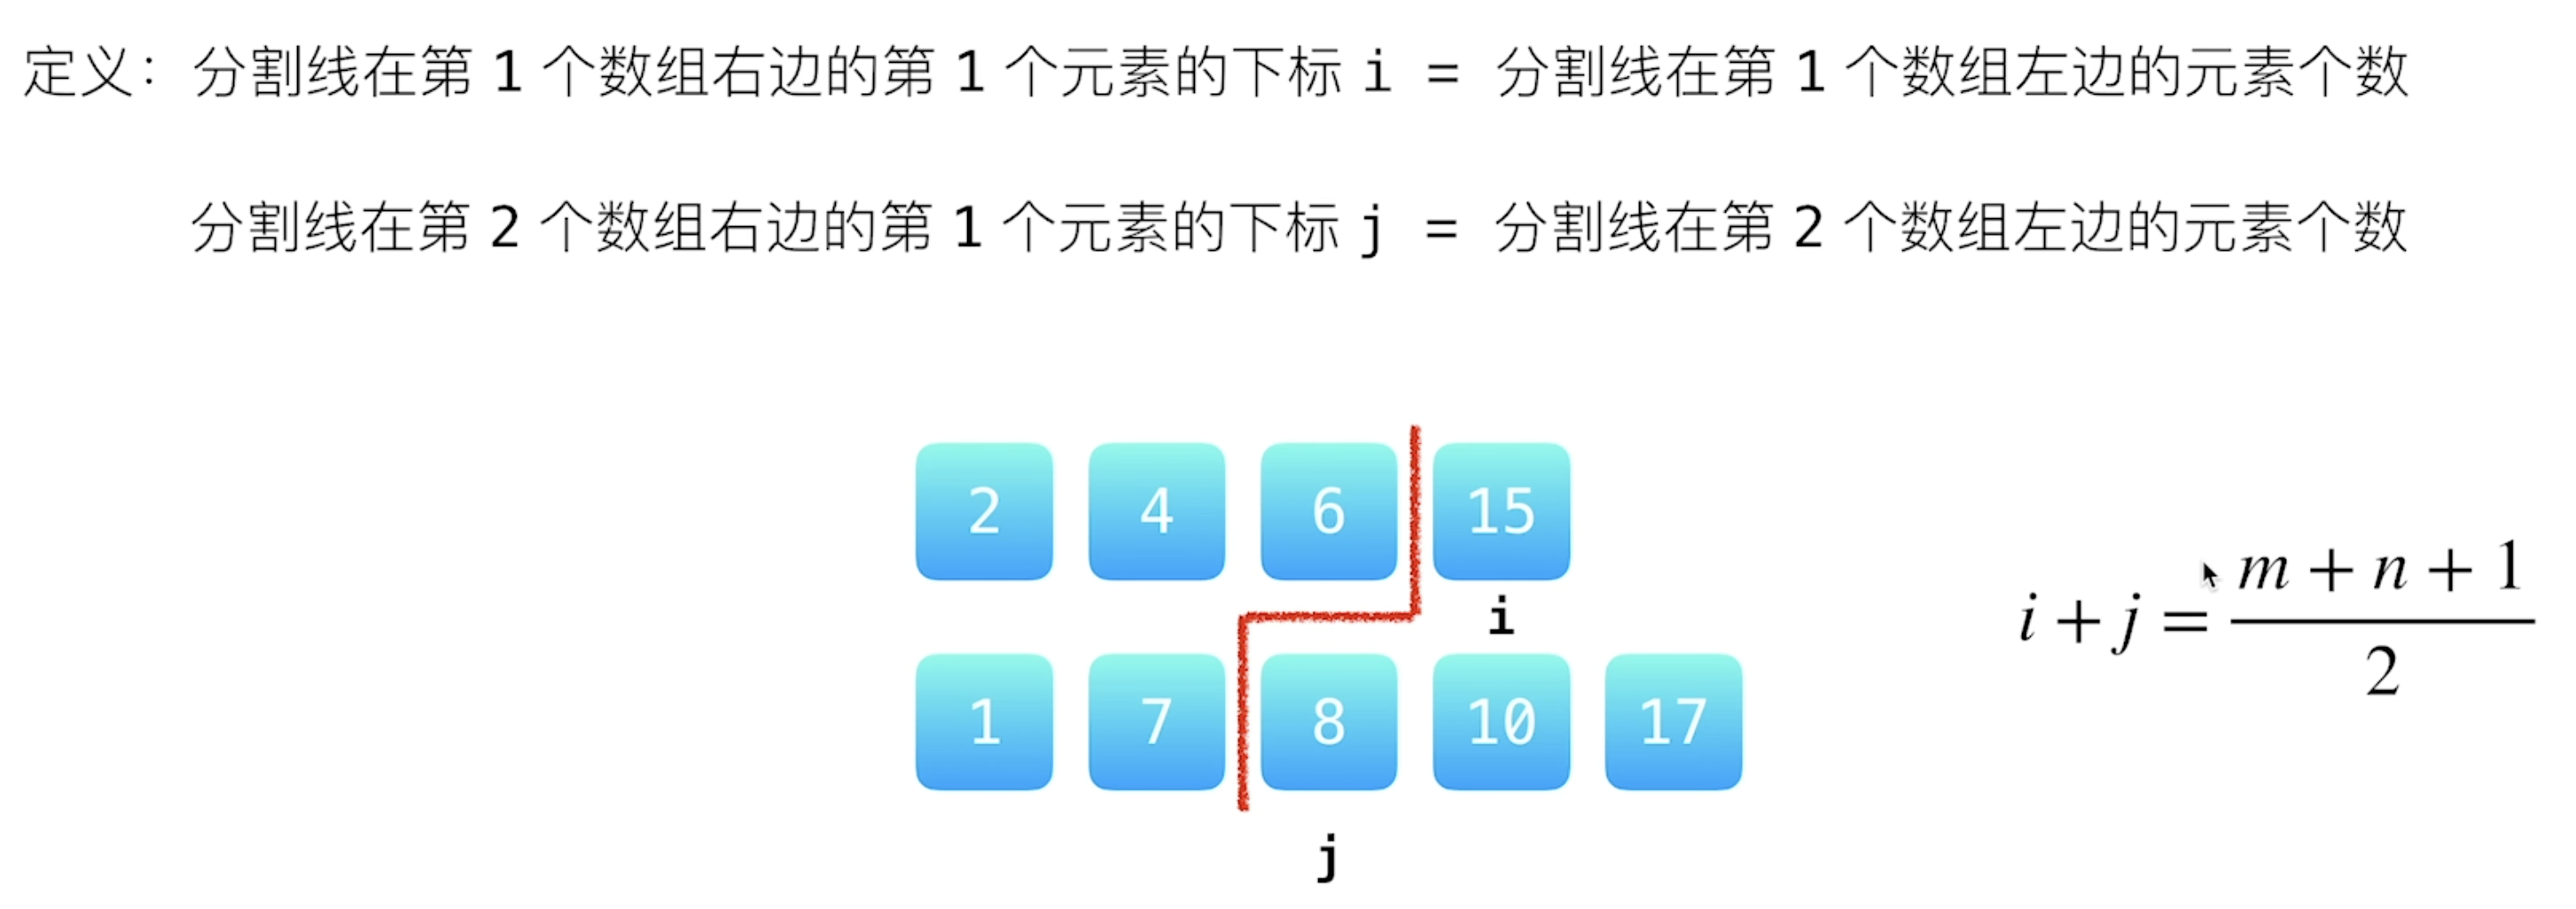 定义：分割线在第 1 个数组右边的第 1 个元素的下标 i = 分割线在第 1 个数组左边的元素个数
分割线在第 2 个数组右边的第 1 个元素的下标 j = 分割线在第 2 个数组左边的元素个数
2 4 6 15
i
1 7 8 10 17
j
i + j = \frac{m + n + 1}{2}